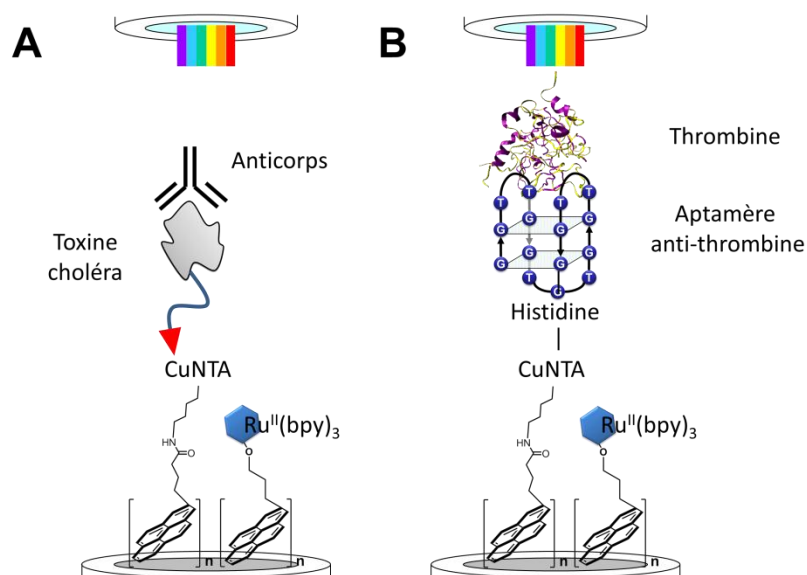 A
Anticorps
Toxine
choléra
CuNTA
Ru^II(bpy)_3
HN
O
O
n
n
B
Thrombine
Aptamère
anti-thrombine
T
T
T
T
G
G
G
G
G
G
G
G
T
G
T
Histidine
CuNTA
Ru^II(bpy)_3
HN
O
O
n
n